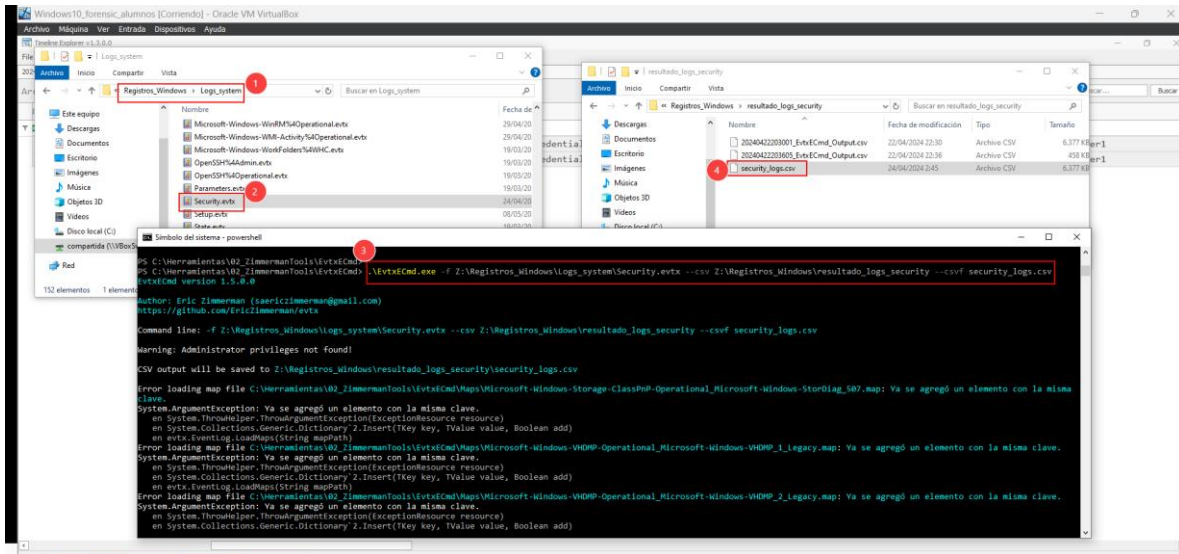 Windows10_forensic_alumnos [Corriendo] - Oracle VM VirtualBox
Archivo Máquina Ver Entrada Dispositivos Ayuda
Timeline Explorer v1.3.0.0
File
Logs_system
Archivo Inicio Compartir Vista
1
Registros_Windows > Logs_system
Buscar en Logs_system
Este equipo
Descargas
Documentos
Escritorio
Imágenes
Música
Objetos 3D
Vídeos
Disco local (C:)
compartida (\\VBoxS
Red
152 elementos 1 elemento
Nombre Fecha de
Microsoft-Windows-WinRM%4Operational.evtx 29/04/20
Microsoft-Windows-WMI-Activity%4Operational.evtx 29/04/20
Microsoft-Windows-WorkFolders%4WHC.evtx 19/03/20
OpenSSH%4Admin.evtx 19/03/20
OpenSSH%4Operational.evtx 19/03/20
Parameters.evtx 19/03/20
2
Security.evtx 24/04/20
Setup.evtx 08/05/20
State.evtx
resultado_logs_security
Archivo Inicio Compartir Vista
Registros_Windows > resultado_logs_security
Buscar en resultado_logs_security
Buscar
Descargas
Documentos
Escritorio
Imágenes
Música
Objetos 3D
Vídeos
Disco local (C:)
Nombre Fecha de modificación Tipo Tamaño
20240422203001_EvtxECmd_Output.csv 22/04/2024 22:30 Archivo CSV 6.377 KB
20240422203605_EvtxECmd_Output.csv 22/04/2024 22:36 Archivo CSV 458 KB
4
security_logs.csv 24/04/2024 2:45 Archivo CSV 6.377 KB
Símbolo del sistema - powershell
3
PS C:\Herramientas\02_ZimmermanTools\EvtxECmd>
PS C:\Herramientas\02_ZimmermanTools\EvtxECmd> .\EvtxECmd.exe -f Z:\Registros_Windows\Logs_system\Security.evtx --csv Z:\Registros_Windows\resultado_logs_security --csvf security_logs.csv
EvtxECmd version 1.5.0.0
Author: Eric Zimmerman (saericzimmerman@gmail.com)
https://github.com/EricZimmerman/evtx
Command line: -f Z:\Registros_Windows\Logs_system\Security.evtx --csv Z:\Registros_Windows\resultado_logs_security --csvf security_logs.csv
Warning: Administrator privileges not found!
CSV output will be saved to Z:\Registros_Windows\resultado_logs_security\security_logs.csv
Error loading map file C:\Herramientas\02_ZimmermanTools\EvtxECmd\Maps\Microsoft-Windows-Storage-ClassPnP-Operational_Microsoft-Windows-StorDiag_507.map: Ya se agregó un elemento con la misma
clave.
System.ArgumentException: Ya se agregó un elemento con la misma clave.
en System.ThrowHelper.ThrowArgumentException(ExceptionResource resource)
en System.Collections.Generic.Dictionary`2.Insert(TKey key, TValue value, Boolean add)
en evtx.EventLog.LoadMaps(String mapPath)
Error loading map file C:\Herramientas\02_ZimmermanTools\EvtxECmd\Maps\Microsoft-Windows-VHDMP-Operational_Microsoft-Windows-VHDMP_1_Legacy.map: Ya se agregó un elemento con la misma clave.
System.ArgumentException: Ya se agregó un elemento con la misma clave.
en System.ThrowHelper.ThrowArgumentException(ExceptionResource resource)
en System.Collections.Generic.Dictionary`2.Insert(TKey key, TValue value, Boolean add)
en evtx.EventLog.LoadMaps(String mapPath)
Error loading map file C:\Herramientas\02_ZimmermanTools\EvtxECmd\Maps\Microsoft-Windows-VHDMP-Operational_Microsoft-Windows-VHDMP_2_Legacy.map: Ya se agregó un elemento con la misma clave.
System.ArgumentException: Ya se agregó un elemento con la misma clave.
en System.ThrowHelper.ThrowArgumentException(ExceptionResource resource)
en System.Collections.Generic.Dictionary`2.Insert(TKey key, TValue value, Boolean add)